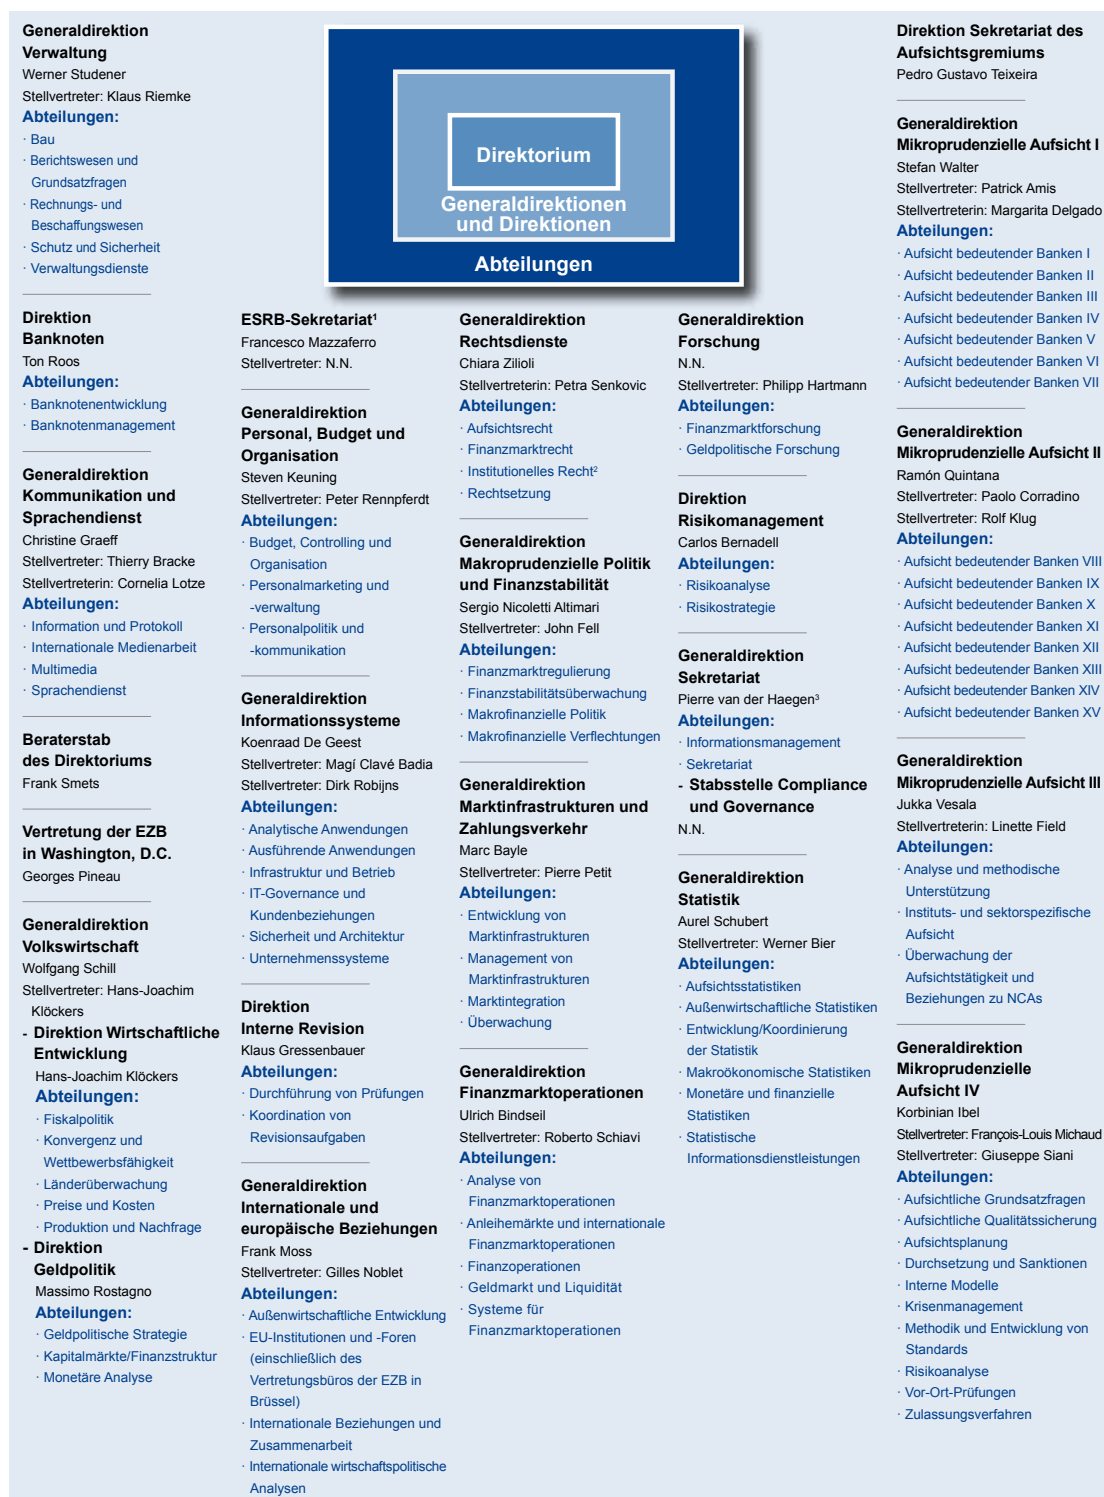 Generaldirektion
Verwaltung
Werner Studener
Stellvertreter: Klaus Riemke
Abteilungen:
· Bau
· Berichtswesen und
Grundsatzfragen
· Rechnungs- und
Beschaffungswesen
· Schutz und Sicherheit
· Verwaltungsdienste
Direktion
Banknoten
Ton Roos
Abteilungen:
· Banknotenentwicklung
· Banknotenmanagement
Generaldirektion
Kommunikation und
Sprachendienst
Christine Graeff
Stellvertreter: Thierry Bracke
Stellvertreterin: Cornelia Lotze
Abteilungen:
· Information und Protokoll
· Internationale Medienarbeit
· Multimedia
· Sprachendienst
Beraterstab
des Direktoriums
Frank Smets
Vertretung der EZB
in Washington, D.C.
Georges Pineau
Generaldirektion
Volkswirtschaft
Wolfgang Schill
Stellvertreter: Hans-Joachim
Klöckers
- Direktion Wirtschaftliche
Entwicklung
Hans-Joachim Klöckers
Abteilungen:
· Fiskalpolitik
· Konvergenz und
Wettbewerbsfähigkeit
· Länderüberwachung
· Preise und Kosten
· Produktion und Nachfrage
- Direktion
Geldpolitik
Massimo Rostagno
Abteilungen:
· Geldpolitische Strategie
· Kapitalmärkte/Finanzstruktur
· Monetäre Analyse
Direktorium
Generaldirektionen
und Direktionen
Abteilungen
ESRB-Sekretariat¹
Francesco Mazzaferro
Stellvertreter: N.N.
Generaldirektion
Personal, Budget und
Organisation
Steven Keuning
Stellvertreter: Peter Rennpferdt
Abteilungen:
· Budget, Controlling und
Organisation
· Personalmarketing und
-verwaltung
· Personalpolitik und
-kommunikation
Generaldirektion
Informationssysteme
Koenraad De Geest
Stellvertreter: Magí Clavé Badia
Stellvertreter: Dirk Robijns
Abteilungen:
· Analytische Anwendungen
· Ausführende Anwendungen
· Infrastruktur und Betrieb
· IT-Governance und
Kundenbeziehungen
· Sicherheit und Architektur
· Unternehmenssysteme
Direktion
Interne Revision
Klaus Gressenbauer
Abteilungen:
· Durchführung von Prüfungen
· Koordination von
Revisionsaufgaben
Generaldirektion
Internationale und
europäische Beziehungen
Frank Moss
Stellvertreter: Gilles Noblet
Abteilungen:
· Außenwirtschaftliche Entwicklung
· EU-Institutionen und -Foren
(einschließlich des
Vertretungsbüros der EZB in
Brüssel)
· Internationale Beziehungen und
Zusammenarbeit
· Internationale wirtschaftspolitische
Analysen
Generaldirektion
Rechtsdienste
Chiara Zilioli
Stellvertreterin: Petra Senkovic
Abteilungen:
· Aufsichtsrecht
· Finanzmarktrecht
· Institutionelles Recht²
· Rechtsetzung
Generaldirektion
Makroprudenzielle Politik
und Finanzstabilität
Sergio Nicoletti Altimari
Stellvertreter: John Fell
Abteilungen:
· Finanzmarktregulierung
· Finanzstabilitätsüberwachung
· Makrofinanzielle Politik
· Makrofinanzielle Verflechtungen
Generaldirektion
Marktinfrastrukturen und
Zahlungsverkehr
Marc Bayle
Stellvertreter: Pierre Petit
Abteilungen:
· Entwicklung von
Marktinfrastrukturen
· Management von
Marktinfrastrukturen
· Marktintegration
· Überwachung
Generaldirektion
Finanzmarktoperationen
Ulrich Bindseil
Stellvertreter: Roberto Schiavi
Abteilungen:
· Analyse von
Finanzmarktoperationen
· Anleihemärkte und internationale
Finanzmarktoperationen
· Finanzoperationen
· Geldmarkt und Liquidität
· Systeme für
Finanzmarktoperationen
Generaldirektion
Forschung
N.N.
Stellvertreter: Philipp Hartmann
Abteilungen:
· Finanzmarktforschung
· Geldpolitische Forschung
Direktion
Risikomanagement
Carlos Bernadell
Abteilungen:
· Risikoanalyse
· Risikostrategie
Generaldirektion
Sekretariat
Pierre van der Haegen³
Abteilungen:
· Informationsmanagement
· Sekretariat
- Stabsstelle Compliance
und Governance
N.N.
Generaldirektion
Statistik
Aurel Schubert
Stellvertreter: Werner Bier
Abteilungen:
· Aufsichtsstatistiken
· Außenwirtschaftliche Statistiken
· Entwicklung/Koordinierung
der Statistik
· Makroökonomische Statistiken
· Monetäre und finanzielle
Statistiken
· Statistische
Informationsdienstleistungen
Direktion Sekretariat des
Aufsichtsgremiums
Pedro Gustavo Teixeira
Generaldirektion
Mikroprudenzielle Aufsicht I
Stefan Walter
Stellvertreter: Patrick Amis
Stellvertreterin: Margarita Delgado
Abteilungen:
· Aufsicht bedeutender Banken I
· Aufsicht bedeutender Banken II
· Aufsicht bedeutender Banken III
· Aufsicht bedeutender Banken IV
· Aufsicht bedeutender Banken V
· Aufsicht bedeutender Banken VI
· Aufsicht bedeutender Banken VII
Generaldirektion
Mikroprudenzielle Aufsicht II
Ramón Quintana
Stellvertreter: Paolo Corradino
Stellvertreter: Rolf Klug
Abteilungen:
· Aufsicht bedeutender Banken VIII
· Aufsicht bedeutender Banken IX
· Aufsicht bedeutender Banken X
· Aufsicht bedeutender Banken XI
· Aufsicht bedeutender Banken XII
· Aufsicht bedeutender Banken XIII
· Aufsicht bedeutender Banken XIV
· Aufsicht bedeutender Banken XV
Generaldirektion
Mikroprudenzielle Aufsicht III
Jukka Vesala
Stellvertreterin: Linette Field
Abteilungen:
· Analyse und methodische
Unterstützung
· Instituts- und sektorspezifische
Aufsicht
· Überwachung der
Aufsichtstätigkeit und
Beziehungen zu NCAs
Generaldirektion
Mikroprudenzielle
Aufsicht IV
Korbinian Ibel
Stellvertreter: François-Louis Michaud
Stellvertreter: Giuseppe Siani
Abteilungen:
· Aufsichtliche Grundsatzfragen
· Aufsichtliche Qualitätssicherung
· Aufsichtsplanung
· Durchsetzung und Sanktionen
· Interne Modelle
· Krisenmanagement
· Methodik und Entwicklung von
Standards
· Risikoanalyse
· Vor-Ort-Prüfungen
· Zulassungsverfahren